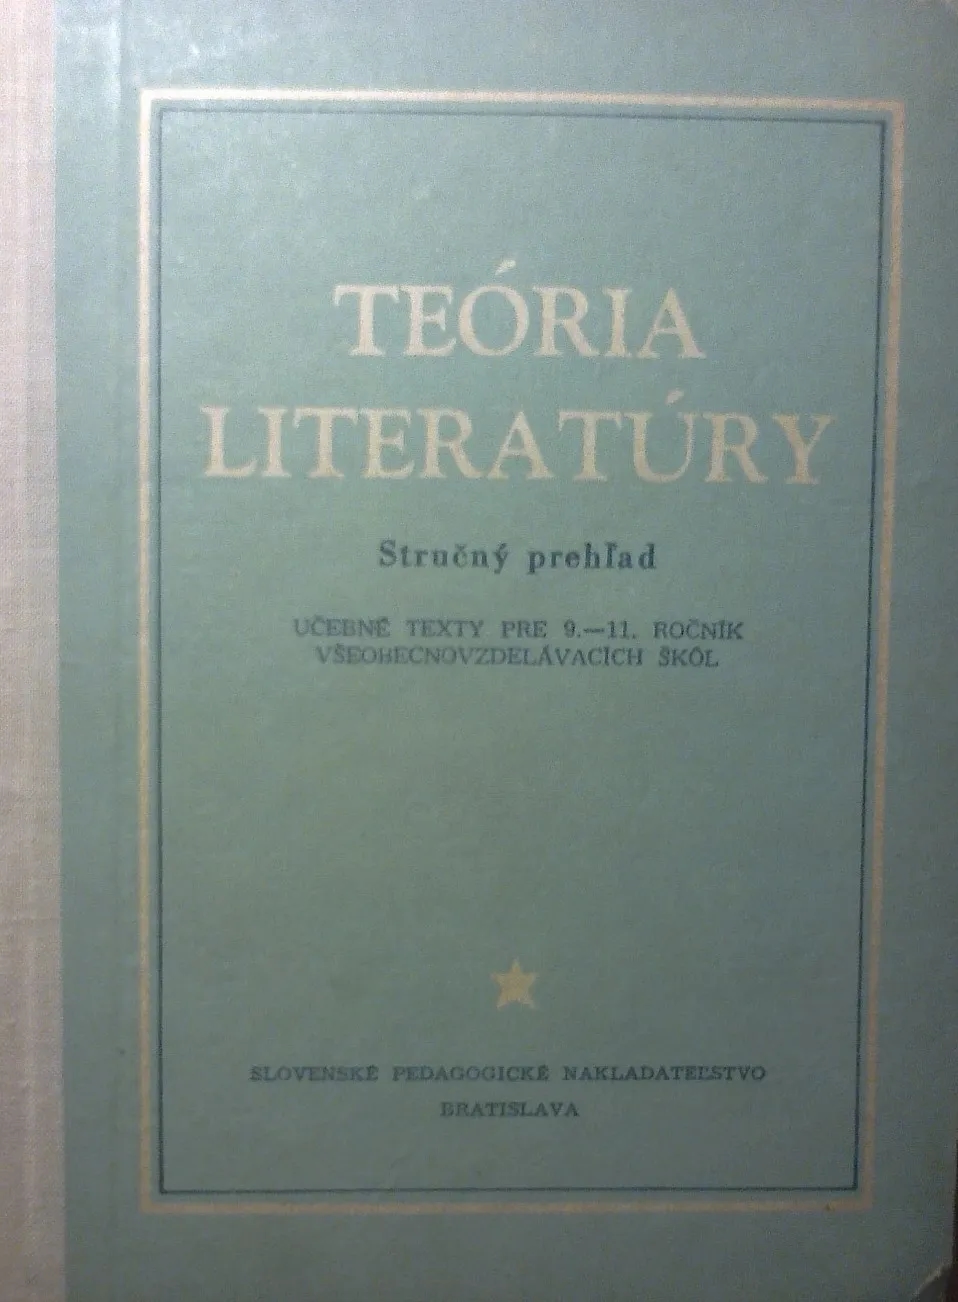 TEÓRIA
LITERATÚRY
Stručný prehľad
UČEBNÉ TEXTY PRE 9.—11. ROČNÍK
VŠEOBECNOVZDELÁVACÍCH ŠKÔL
SLOVENSKÉ PEDAGOGICKÉ NAKLADATEĽSTVO
BRATISLAVA